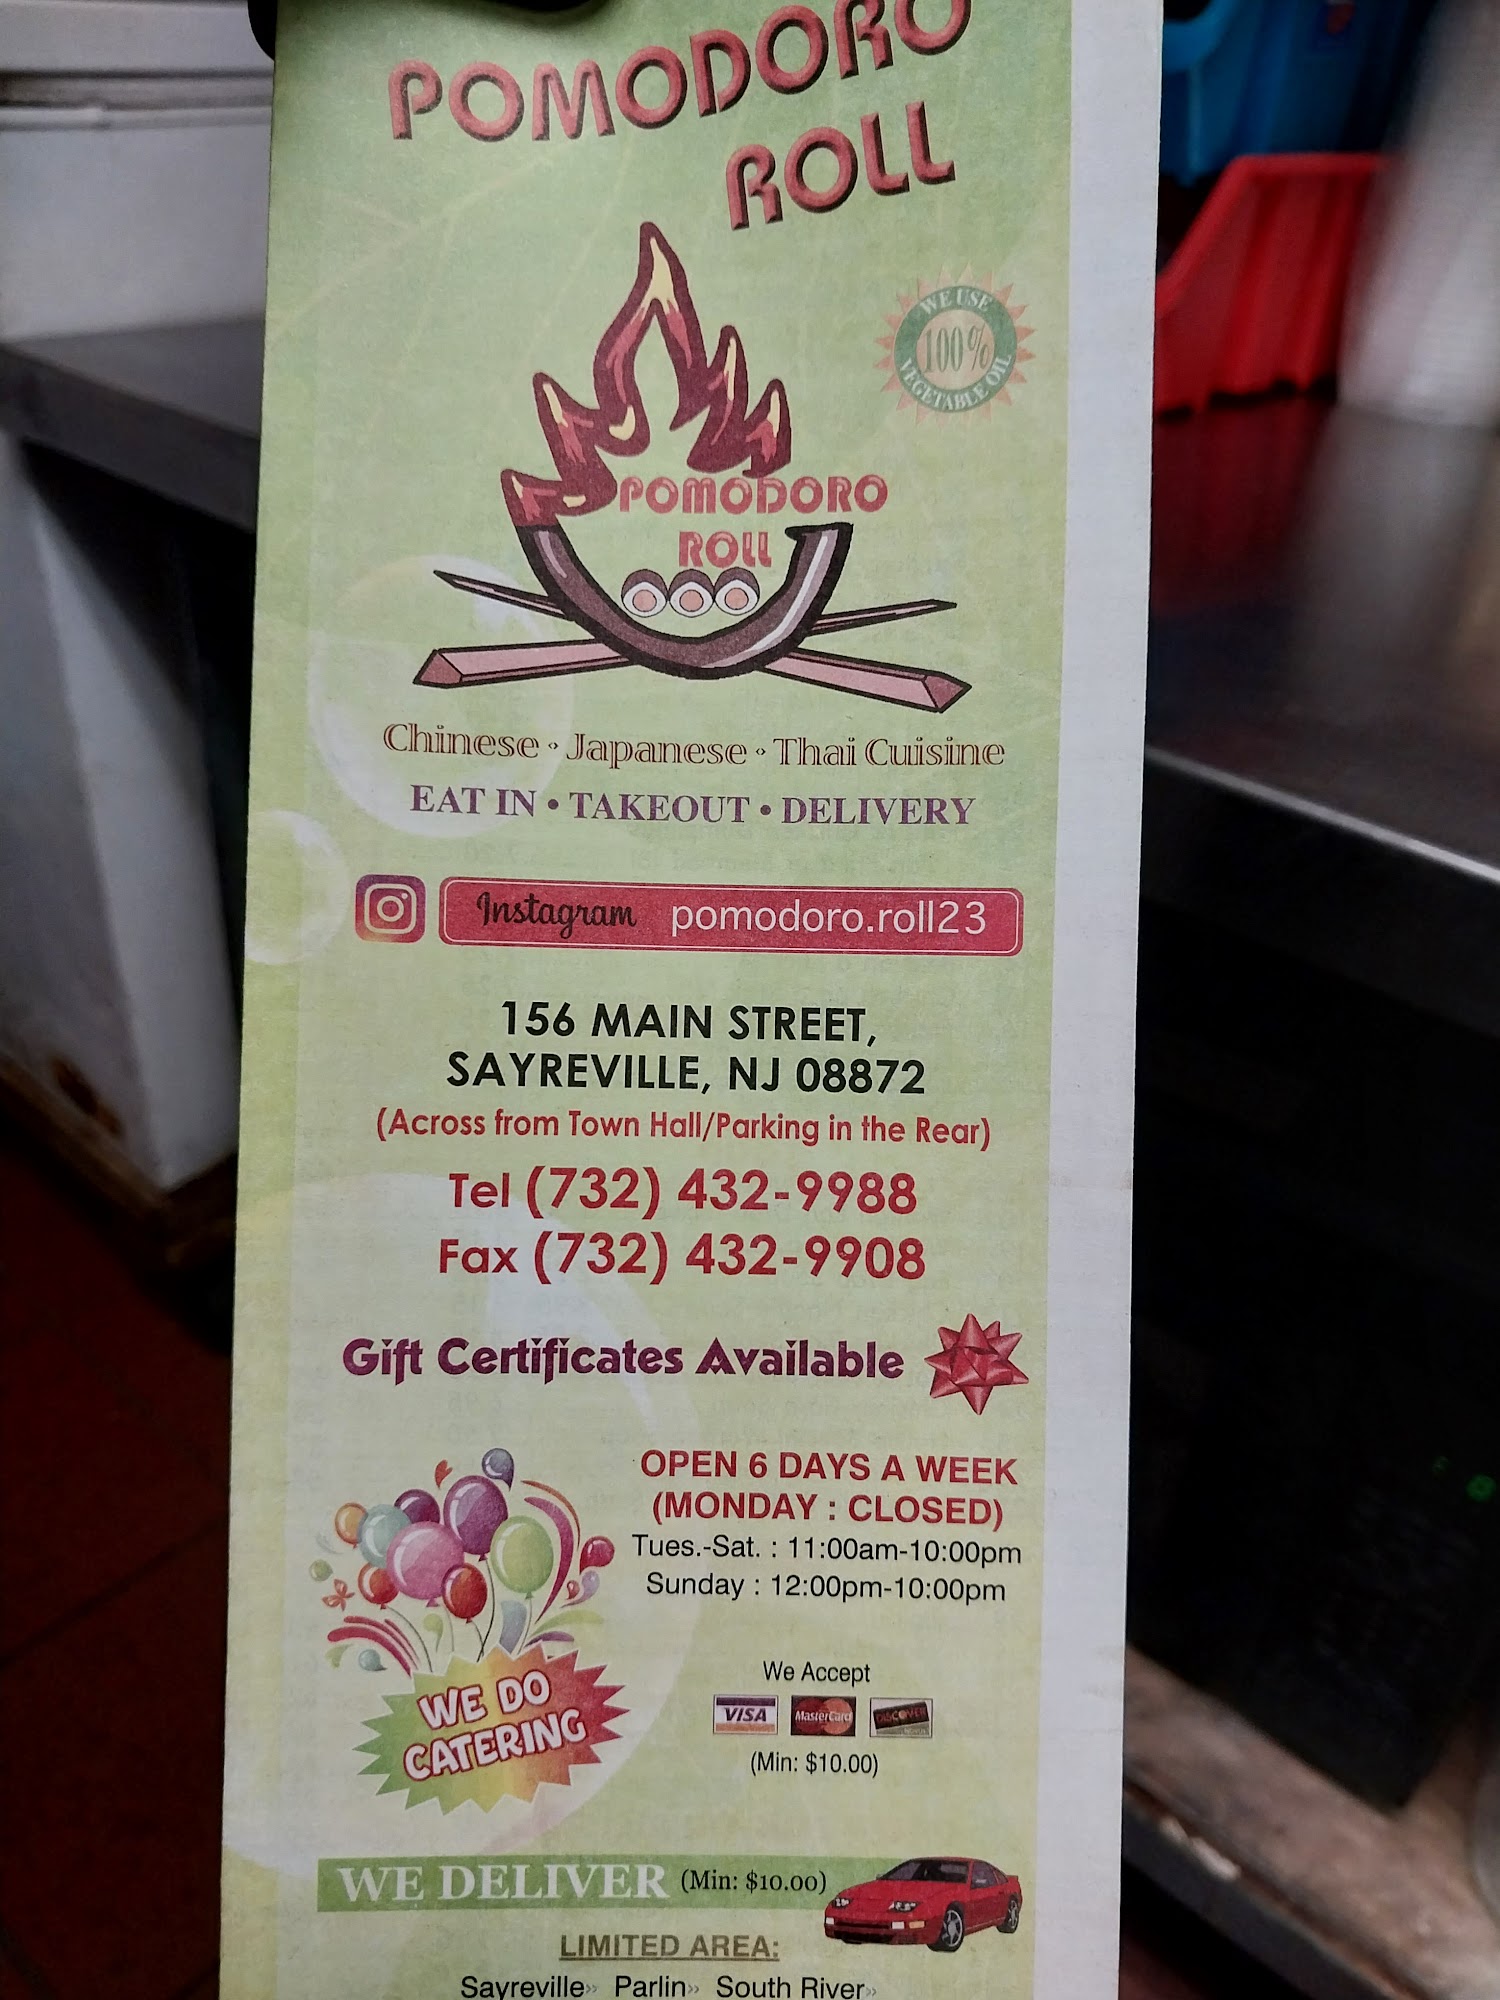 POMODORO
ROLL
WE USE
100%
VEGETABLE OIL
POMODORO
ROLL
Chinese • Japanese • Thai Cuisine
EAT IN • TAKEOUT • DELIVERY
Instagram pomodoro.roll23
156 MAIN STREET,
SAYREVILLE, NJ 08872
(Across from Town Hall/Parking in the Rear)
Tel (732) 432-9988
Fax (732) 432-9908
Gift Certificates Available
OPEN 6 DAYS A WEEK
(MONDAY : CLOSED)
Tues.-Sat. : 11:00am-10:00pm
Sunday : 12:00pm-10:00pm
WE DO
CATERING
We Accept
VISA MasterCard DISCOVER
(Min: $10.00)
WE DELIVER (Min: $10.00)
LIMITED AREA:
Sayreville» Parlin» South River»